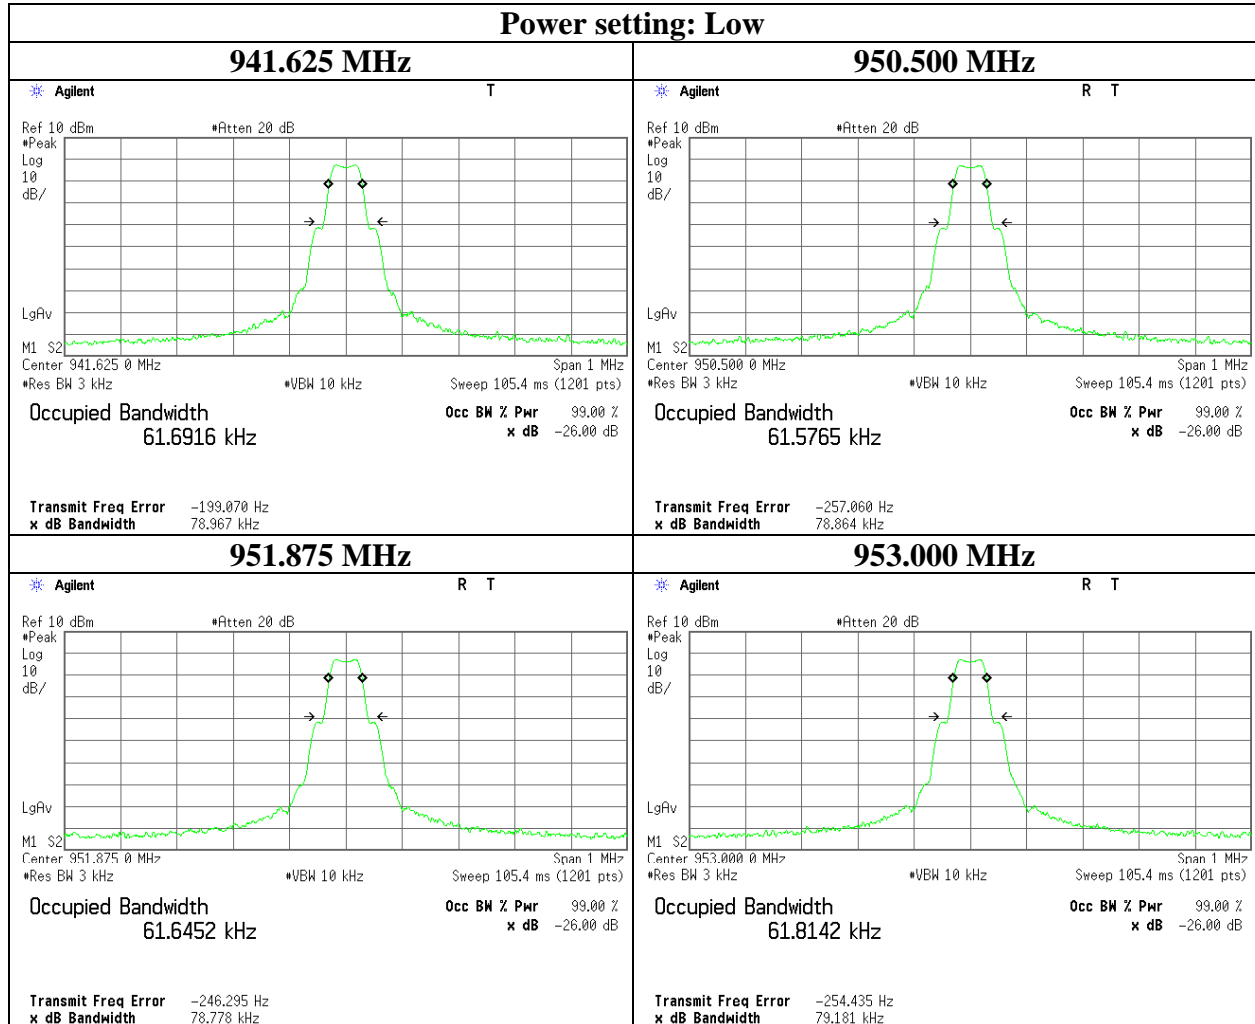 Power setting: Low
941.625 MHz
950.500 MHz
Agilent T
Ref 10 dBm #Atten 20 dB
#Peak
Log
10
dB/
LgAv
M1 S2
Center 941.625 0 MHz Span 1 MHz
#Res BW 3 kHz #VBW 10 kHz Sweep 105.4 ms (1201 pts)
Occupied Bandwidth Occ BW % Pwr 99.00 %
61.6916 kHz x dB -26.00 dB
Transmit Freq Error -199.070 Hz
x dB Bandwidth 78.967 kHz
Agilent R T
Ref 10 dBm #Atten 20 dB
#Peak
Log
10
dB/
LgAv
M1 S2
Center 950.500 0 MHz Span 1 MHz
#Res BW 3 kHz #VBW 10 kHz Sweep 105.4 ms (1201 pts)
Occupied Bandwidth Occ BW % Pwr 99.00 %
61.5765 kHz x dB -26.00 dB
Transmit Freq Error -257.060 Hz
x dB Bandwidth 78.864 kHz
951.875 MHz
953.000 MHz
Agilent R T
Ref 10 dBm #Atten 20 dB
#Peak
Log
10
dB/
LgAv
M1 S2
Center 951.875 0 MHz Span 1 MHz
#Res BW 3 kHz #VBW 10 kHz Sweep 105.4 ms (1201 pts)
Occupied Bandwidth Occ BW % Pwr 99.00 %
61.6452 kHz x dB -26.00 dB
Transmit Freq Error -246.295 Hz
x dB Bandwidth 78.778 kHz
Agilent R T
Ref 10 dBm #Atten 20 dB
#Peak
Log
10
dB/
LgAv
M1 S2
Center 953.000 0 MHz Span 1 MHz
#Res BW 3 kHz #VBW 10 kHz Sweep 105.4 ms (1201 pts)
Occupied Bandwidth Occ BW % Pwr 99.00 %
61.8142 kHz x dB -26.00 dB
Transmit Freq Error -254.435 Hz
x dB Bandwidth 79.181 kHz